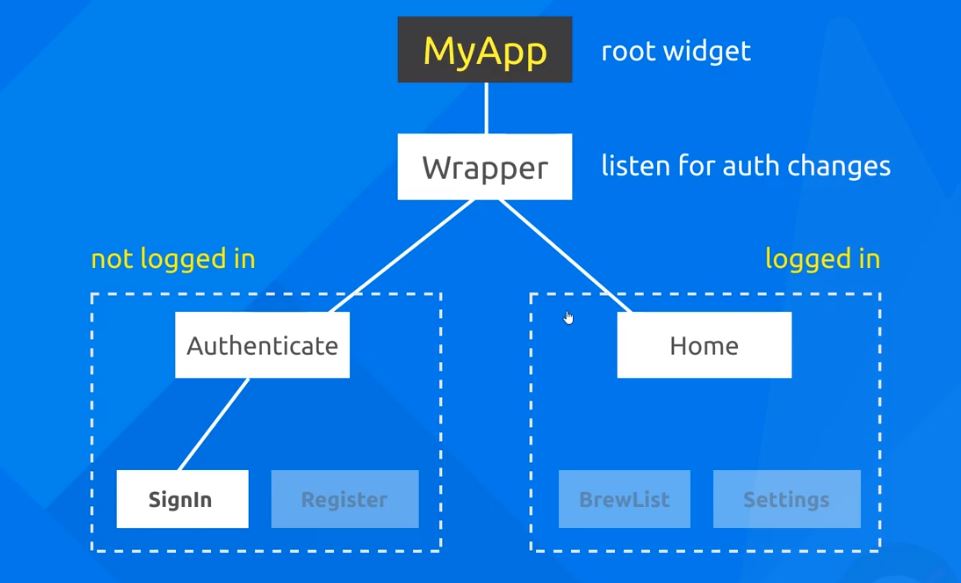 MyApp
root widget
Wrapper
listen for auth changes
not logged in
logged in
Authenticate
Home
SignIn
Register
BrewList
Settings